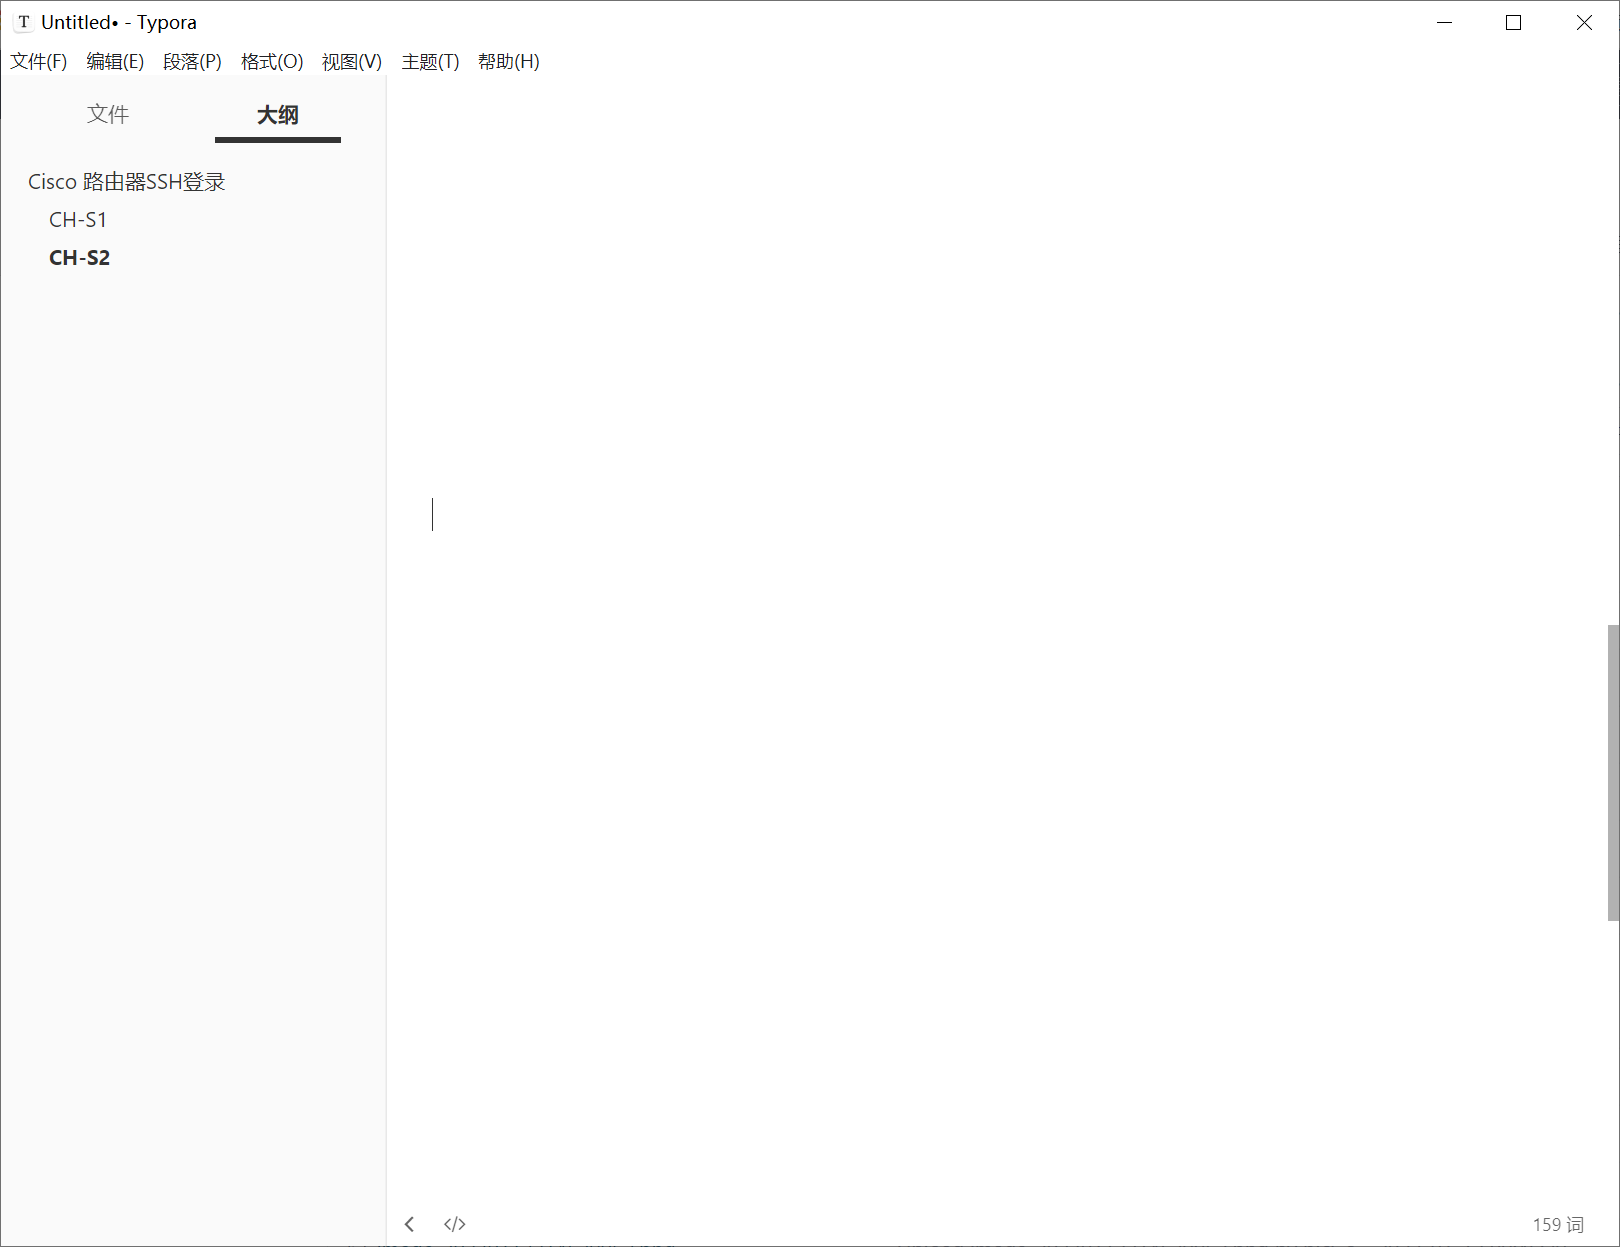 T Untitled• - Typora
文件(F) 编辑(E) 段落(P) 格式(O) 视图(V) 主题(T) 帮助(H)
文件 大纲
Cisco 路由器SSH登录
CH-S1
CH-S2
</> 159 词